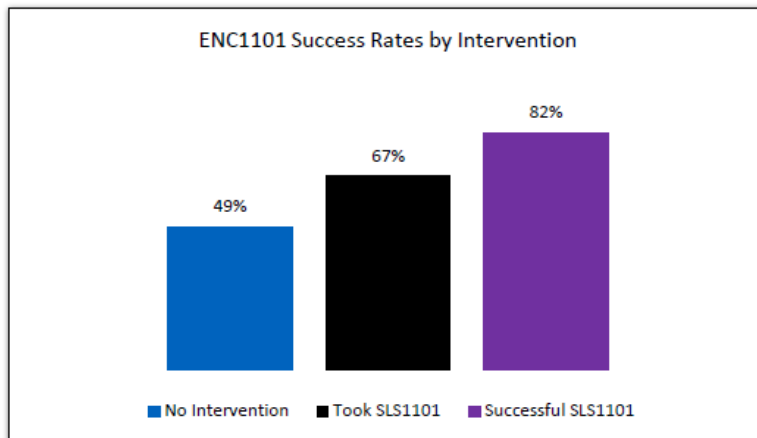 ENC1101 Success Rates by Intervention
82%
67%
49%
No Intervention Took SLS1101 Successful SLS1101